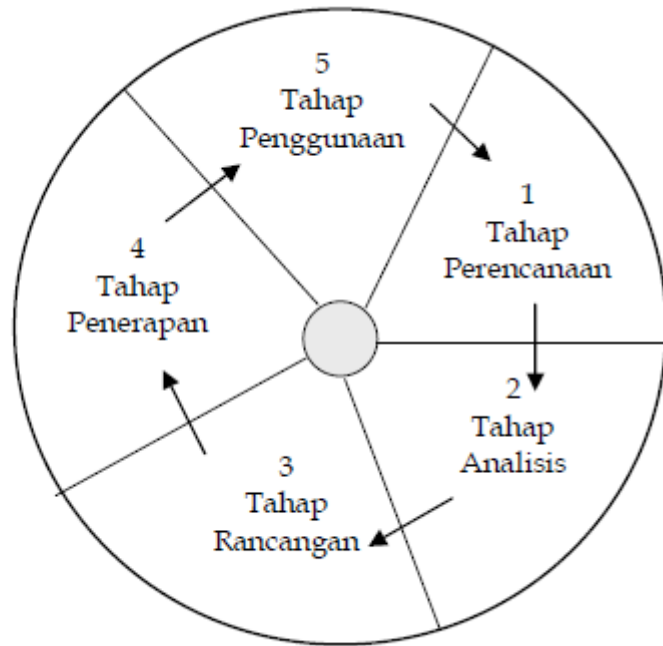 5
Tahap
Penggunaan
1
Tahap
Perencanaan
4
Tahap
Penerapan
2
Tahap
Analisis
3
Tahap
Rancangan